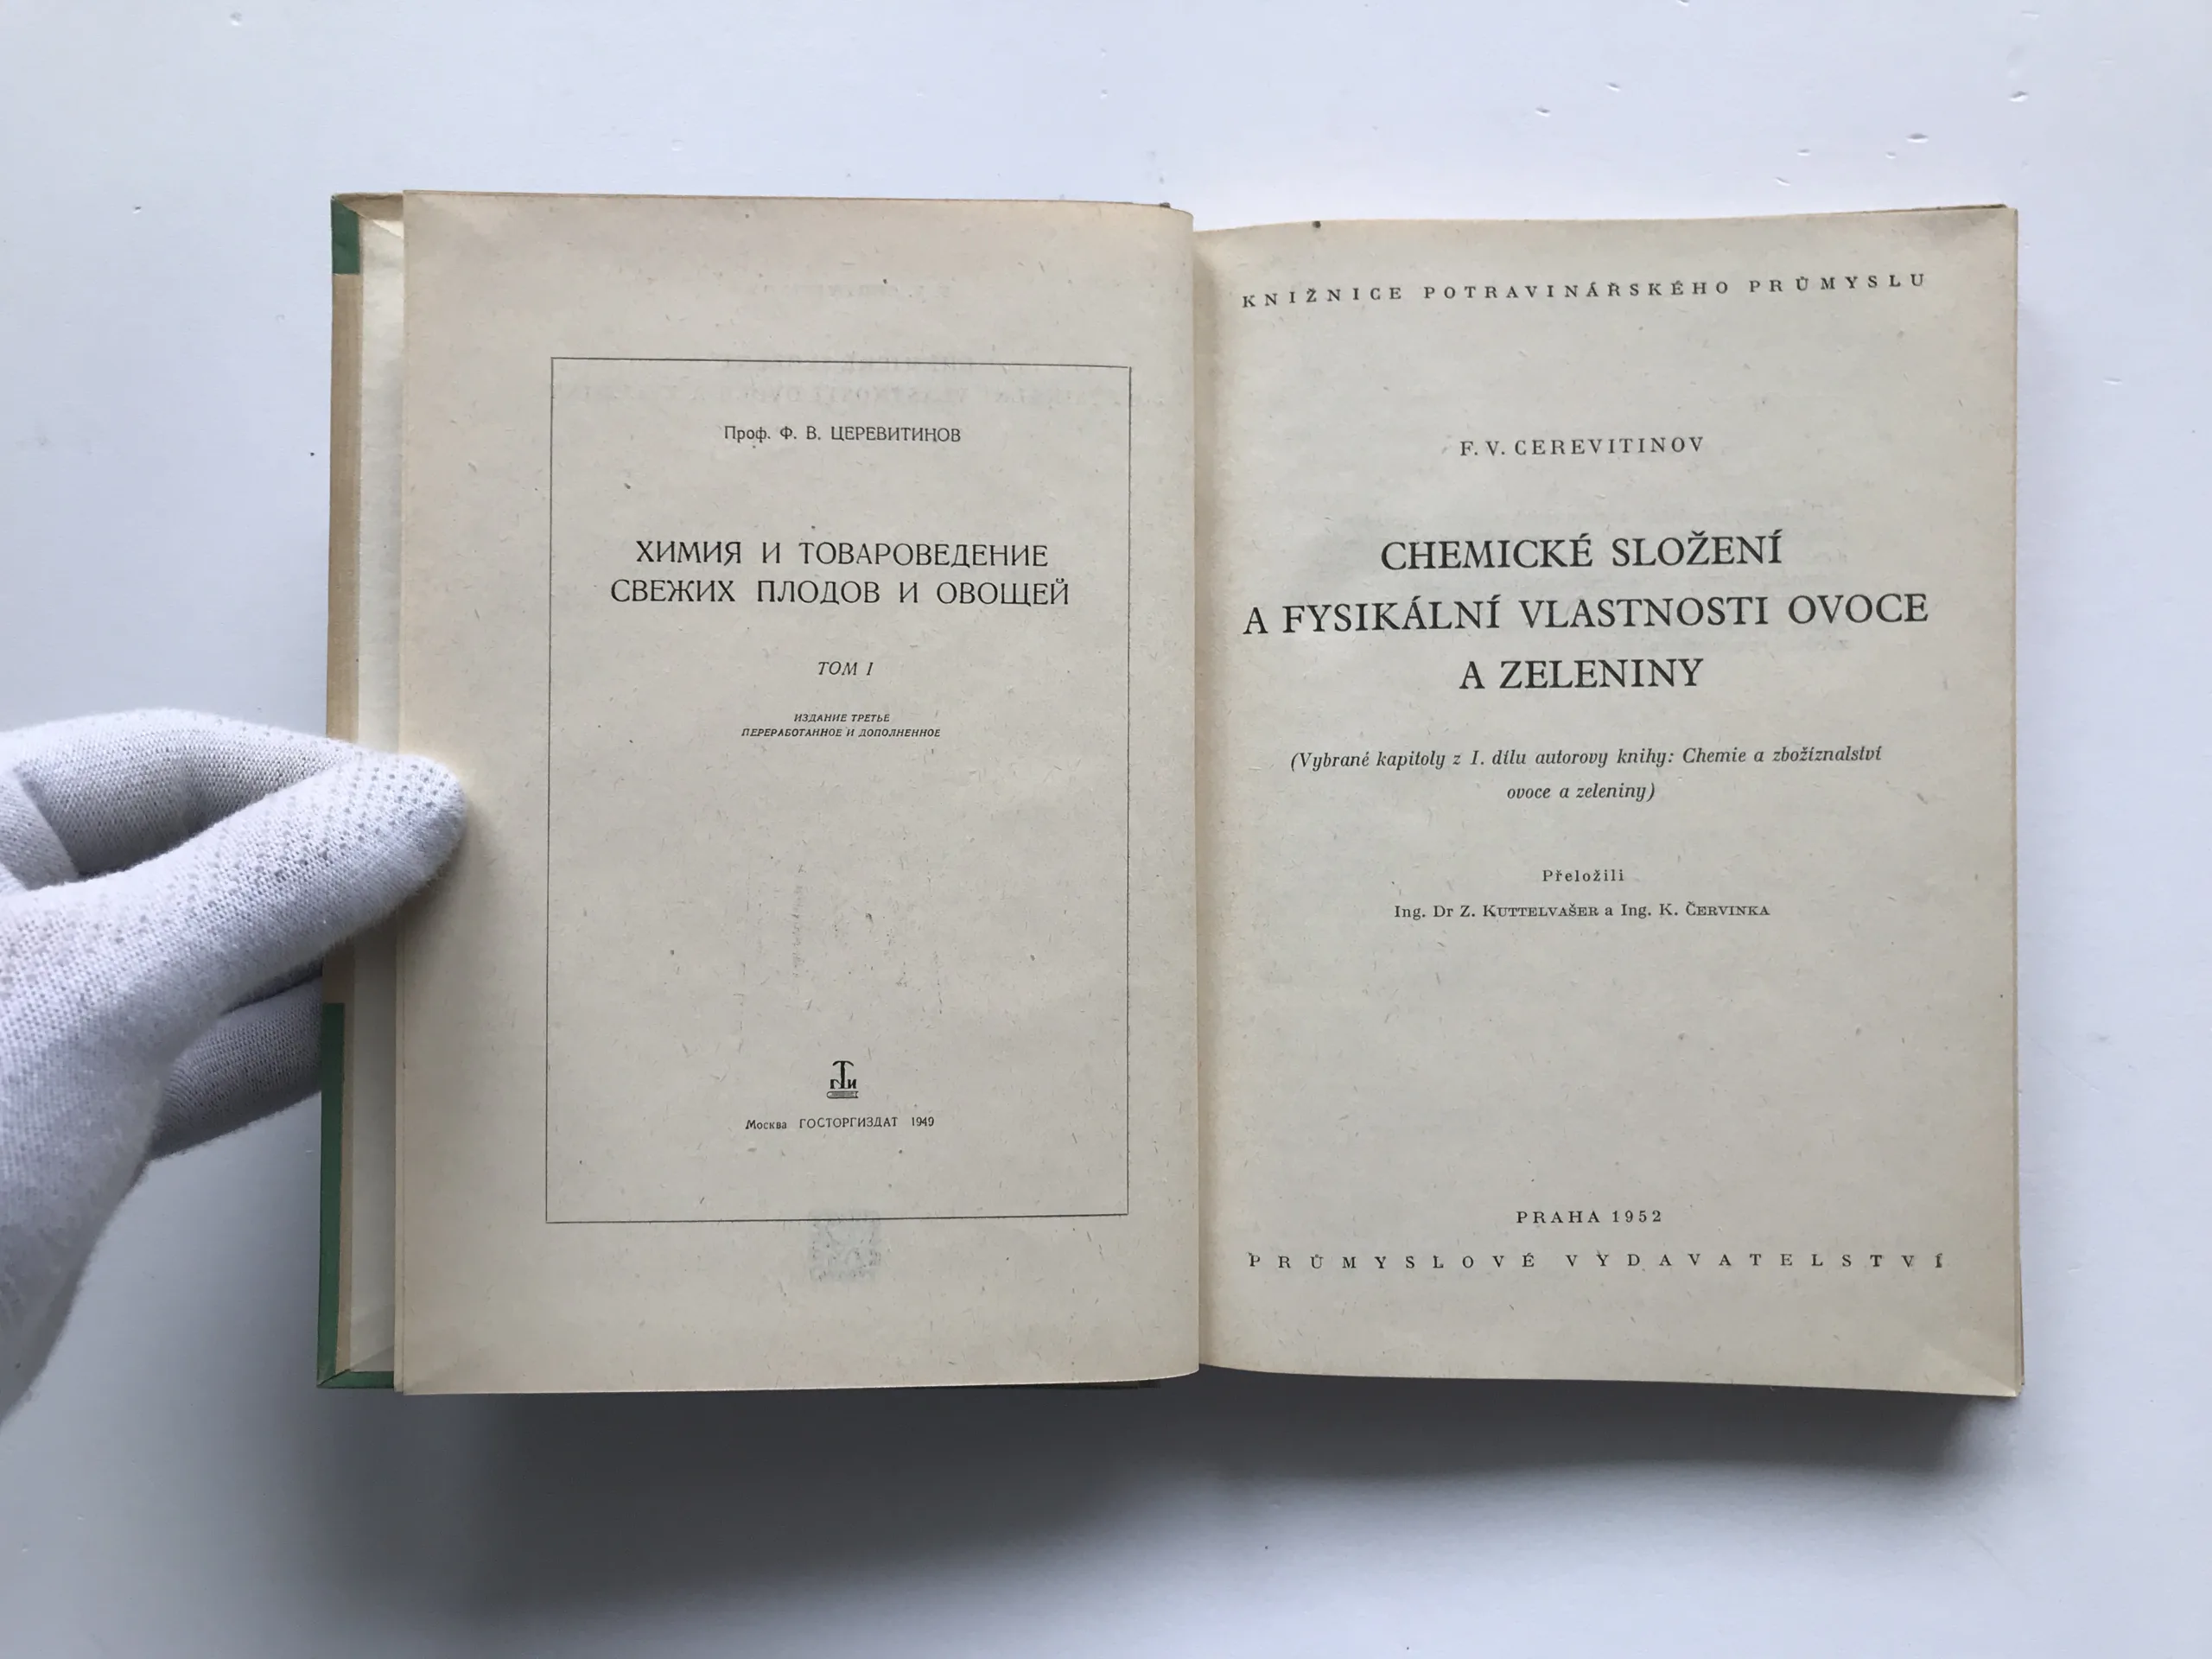 Проф. Ф. В. ЦЕРЕВИТИНОВ
ХИМИЯ И ТОВАРОВЕДЕНИЕ
СВЕЖИХ ПЛОДОВ И ОВОЩЕЙ
ТОМ I
ИЗДАНИЕ ТРЕТЬЕ
ПЕРЕРАБОТАННОЕ И ДОПОЛНЕННОЕ
ГТИ
Москва ГОСТОРГИЗДАТ 1949
KNIŽNICE POTRAVINÁŘSKÉHO PRŮMYSLU
F. V. CEREVITINOV
CHEMICKÉ SLOŽENÍ
A FYSIKÁLNÍ VLASTNOSTI OVOCE
A ZELENINY
(Vybrané kapitoly z I. dílu autorovy knihy: Chemie a zbožíznalství
ovoce a zeleniny)
Přeložili
Ing. Dr Z. KUTTELVAŠER a Ing. K. ČERVINKA
PRAHA 1952
PRŮMYSLOVÉ VYDAVATELSTVÍ